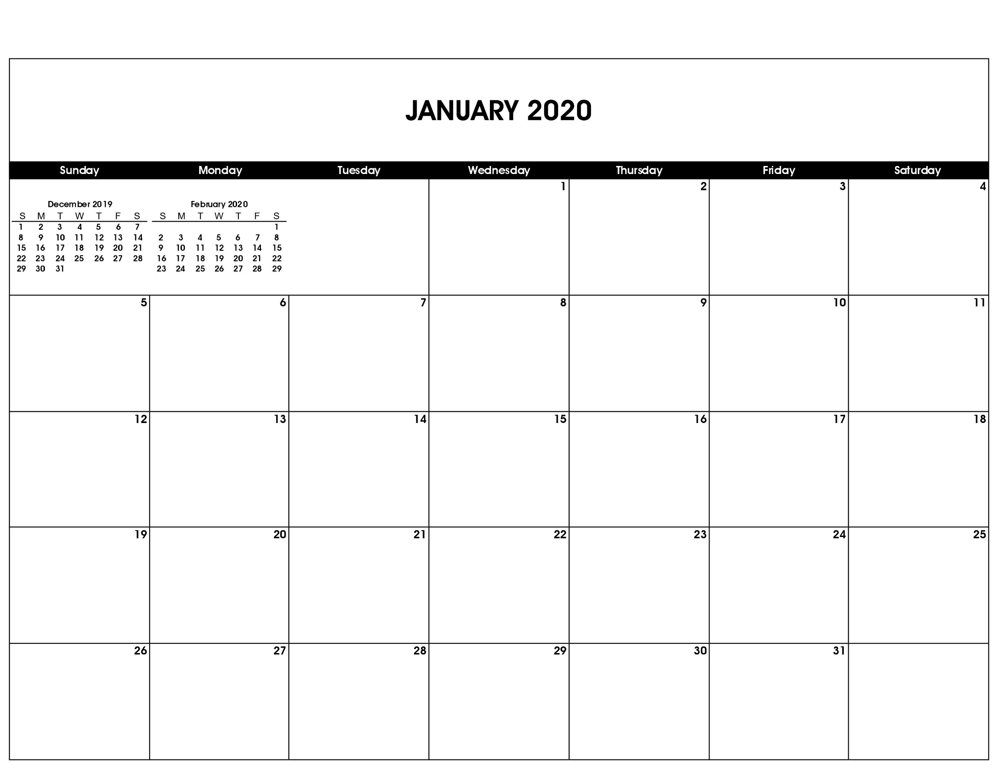 JANUARY 2020
Sunday Monday Tuesday Wednesday Thursday Friday Saturday
1 2 3 4
December 2019
S M T W T F S
1 2 3 4 5 6 7
8 9 10 11 12 13 14
15 16 17 18 19 20 21
22 23 24 25 26 27 28
29 30 31
February 2020
S M T W T F S
1
2 3 4 5 6 7 8
9 10 11 12 13 14 15
16 17 18 19 20 21 22
23 24 25 26 27 28 29
5 6 7 8 9 10 11
12 13 14 15 16 17 18
19 20 21 22 23 24 25
26 27 28 29 30 31